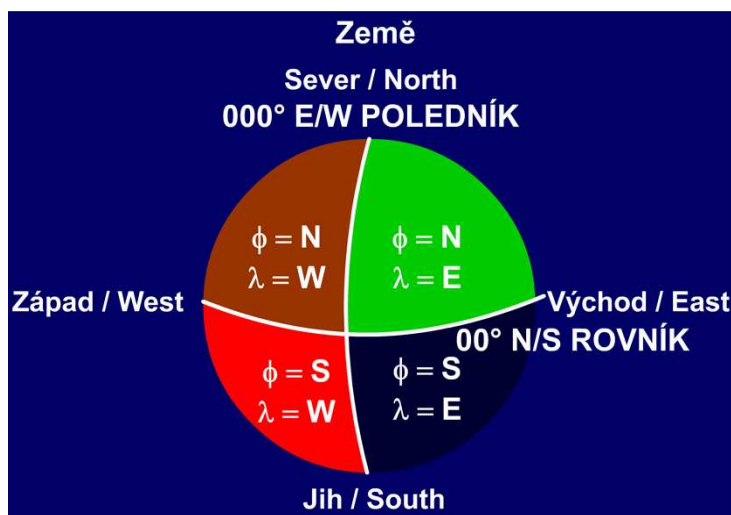 Země
Sever / North
000° E/W POLEDNÍK
ϕ = N
λ = W
ϕ = N
λ = E
Západ / West
Východ / East
00° N/S ROVNÍK
ϕ = S
λ = W
ϕ = S
λ = E
Jih / South